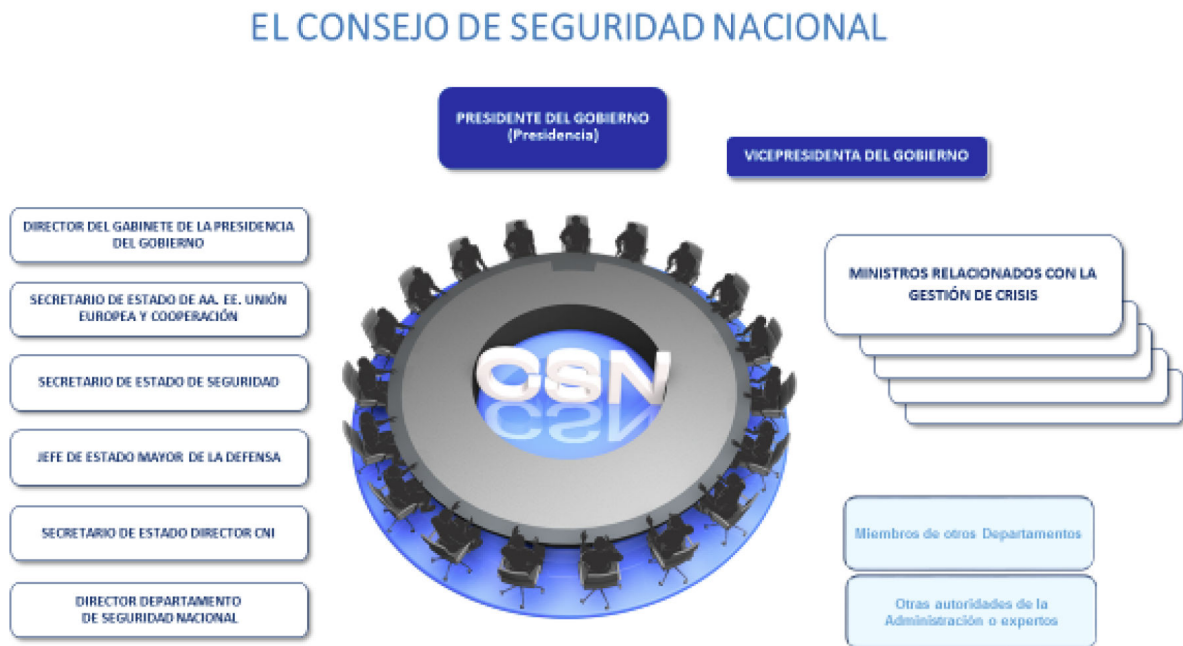 EL CONSEJO DE SEGURIDAD NACIONAL
PRESIDENTE DEL GOBIERNO
(Presidencia)
VICEPRESIDENTA DEL GOBIERNO
DIRECTOR DEL GABINETE DE LA PRESIDENCIA
DEL GOBIERNO
SECRETARIO DE ESTADO DE AA. EE. UNIÓN
EUROPEA Y COOPERACIÓN
SECRETARIO DE ESTADO DE SEGURIDAD
JEFE DE ESTADO MAYOR DE LA DEFENSA
SECRETARIO DE ESTADO DIRECTOR CNI
DIRECTOR DEPARTAMENTO
DE SEGURIDAD NACIONAL
CSN
MINISTROS RELACIONADOS CON LA
GESTIÓN DE CRISIS
Miembros de otros Departamentos
Otras autoridades de la
Administración o expertos